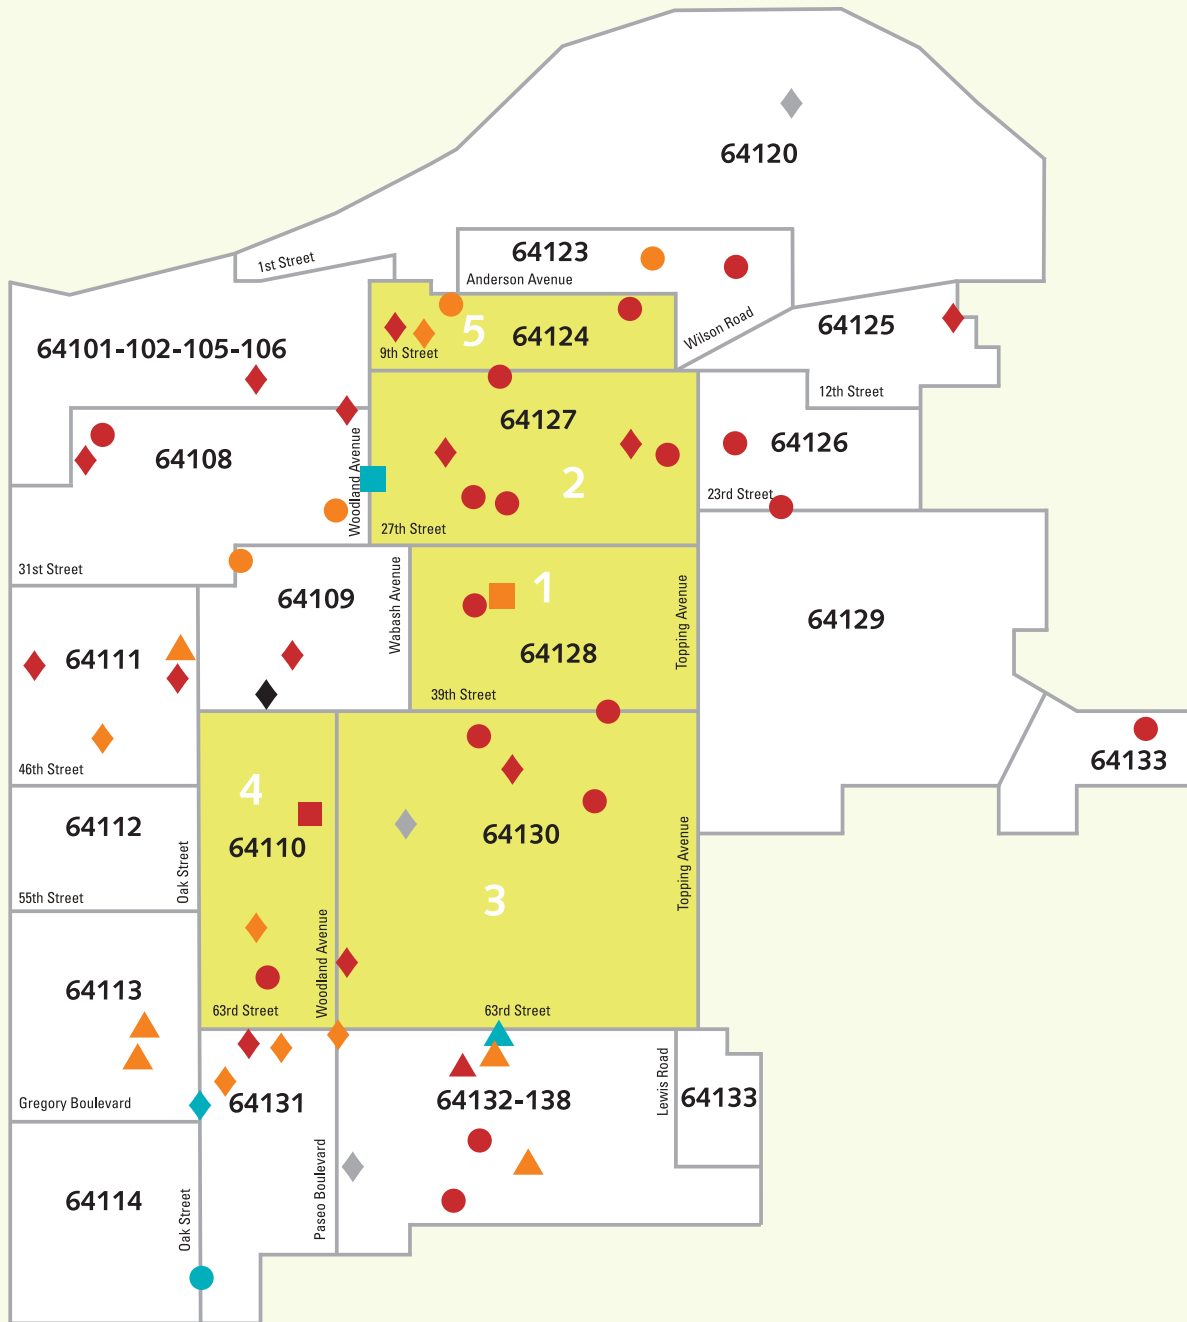 64120
64123
Anderson Avenue
1st Street
Wilson Road
64125
12th Street
64101-102-105-106
5
64124
9th Street
64127
2
27th Street
64126
23rd Street
64108
Woodland Avenue
31st Street
64109
Wabash Avenue
1
64128
39th Street
Topping Avenue
64129
64133
64111
46th Street
64112
55th Street
Oak Street
4
64110
63rd Street
Woodland Avenue
64130
3
63rd Street
Topping Avenue
64113
Gregory Boulevard
64131
Paseo Boulevard
64132-138
Lewis Road
64133
64114
Oak Street